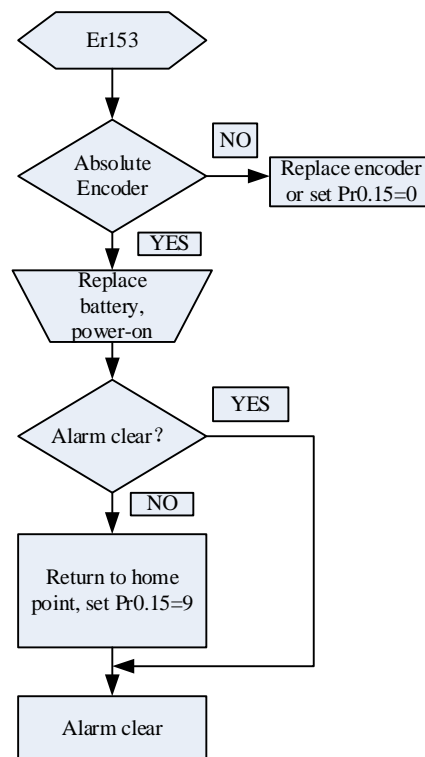 Er153
Absolute
Encoder
NO
Replace encoder
or set Pr0.15=0
YES
Replace
battery,
power-on
Alarm clear？
YES
NO
Return to home
point, set Pr0.15=9
Alarm clear